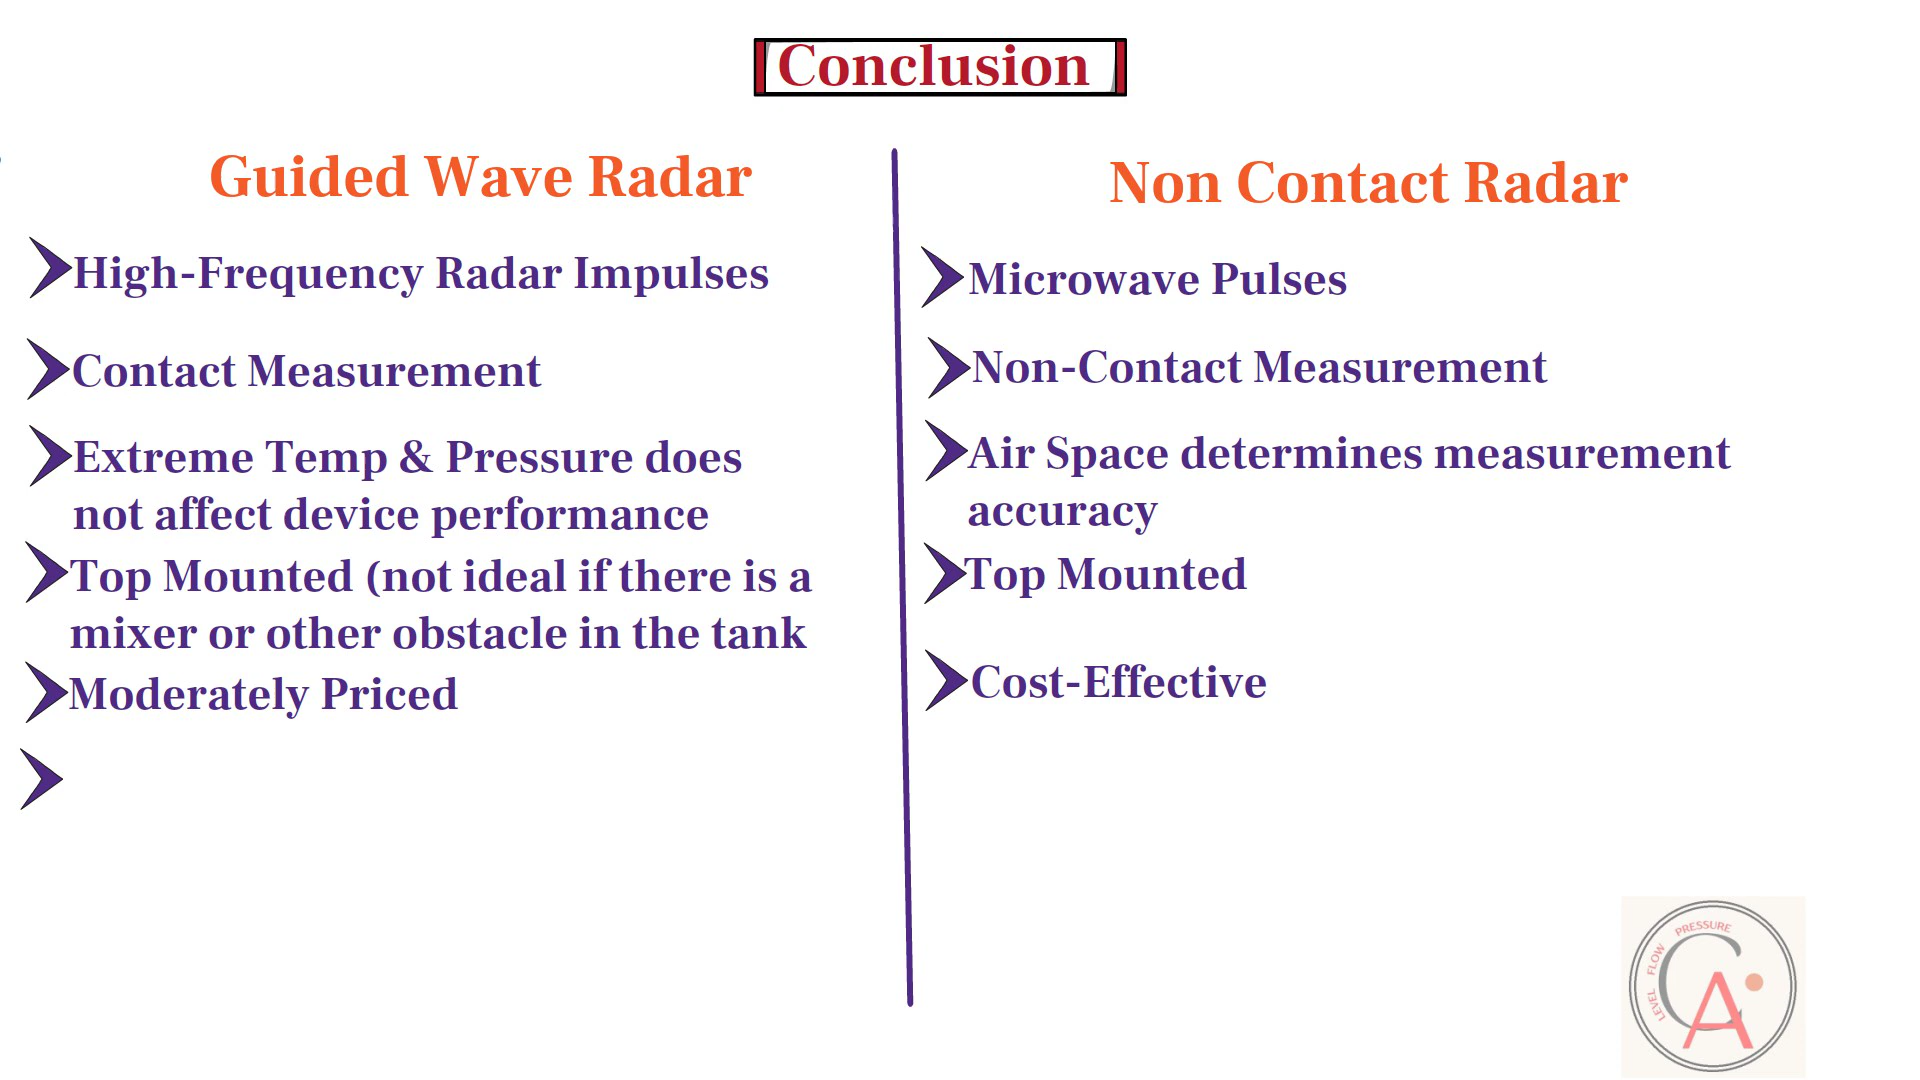 Conclusion
Guided Wave Radar
High-Frequency Radar Impulses
Contact Measurement
Extreme Temp & Pressure does
not affect device performance
Top Mounted (not ideal if there is a
mixer or other obstacle in the tank
Moderately Priced
Non Contact Radar
Microwave Pulses
Non-Contact Measurement
Air Space determines measurement
accuracy
Top Mounted
Cost-Effective
LEVEL FLOW PRESSURE
CA